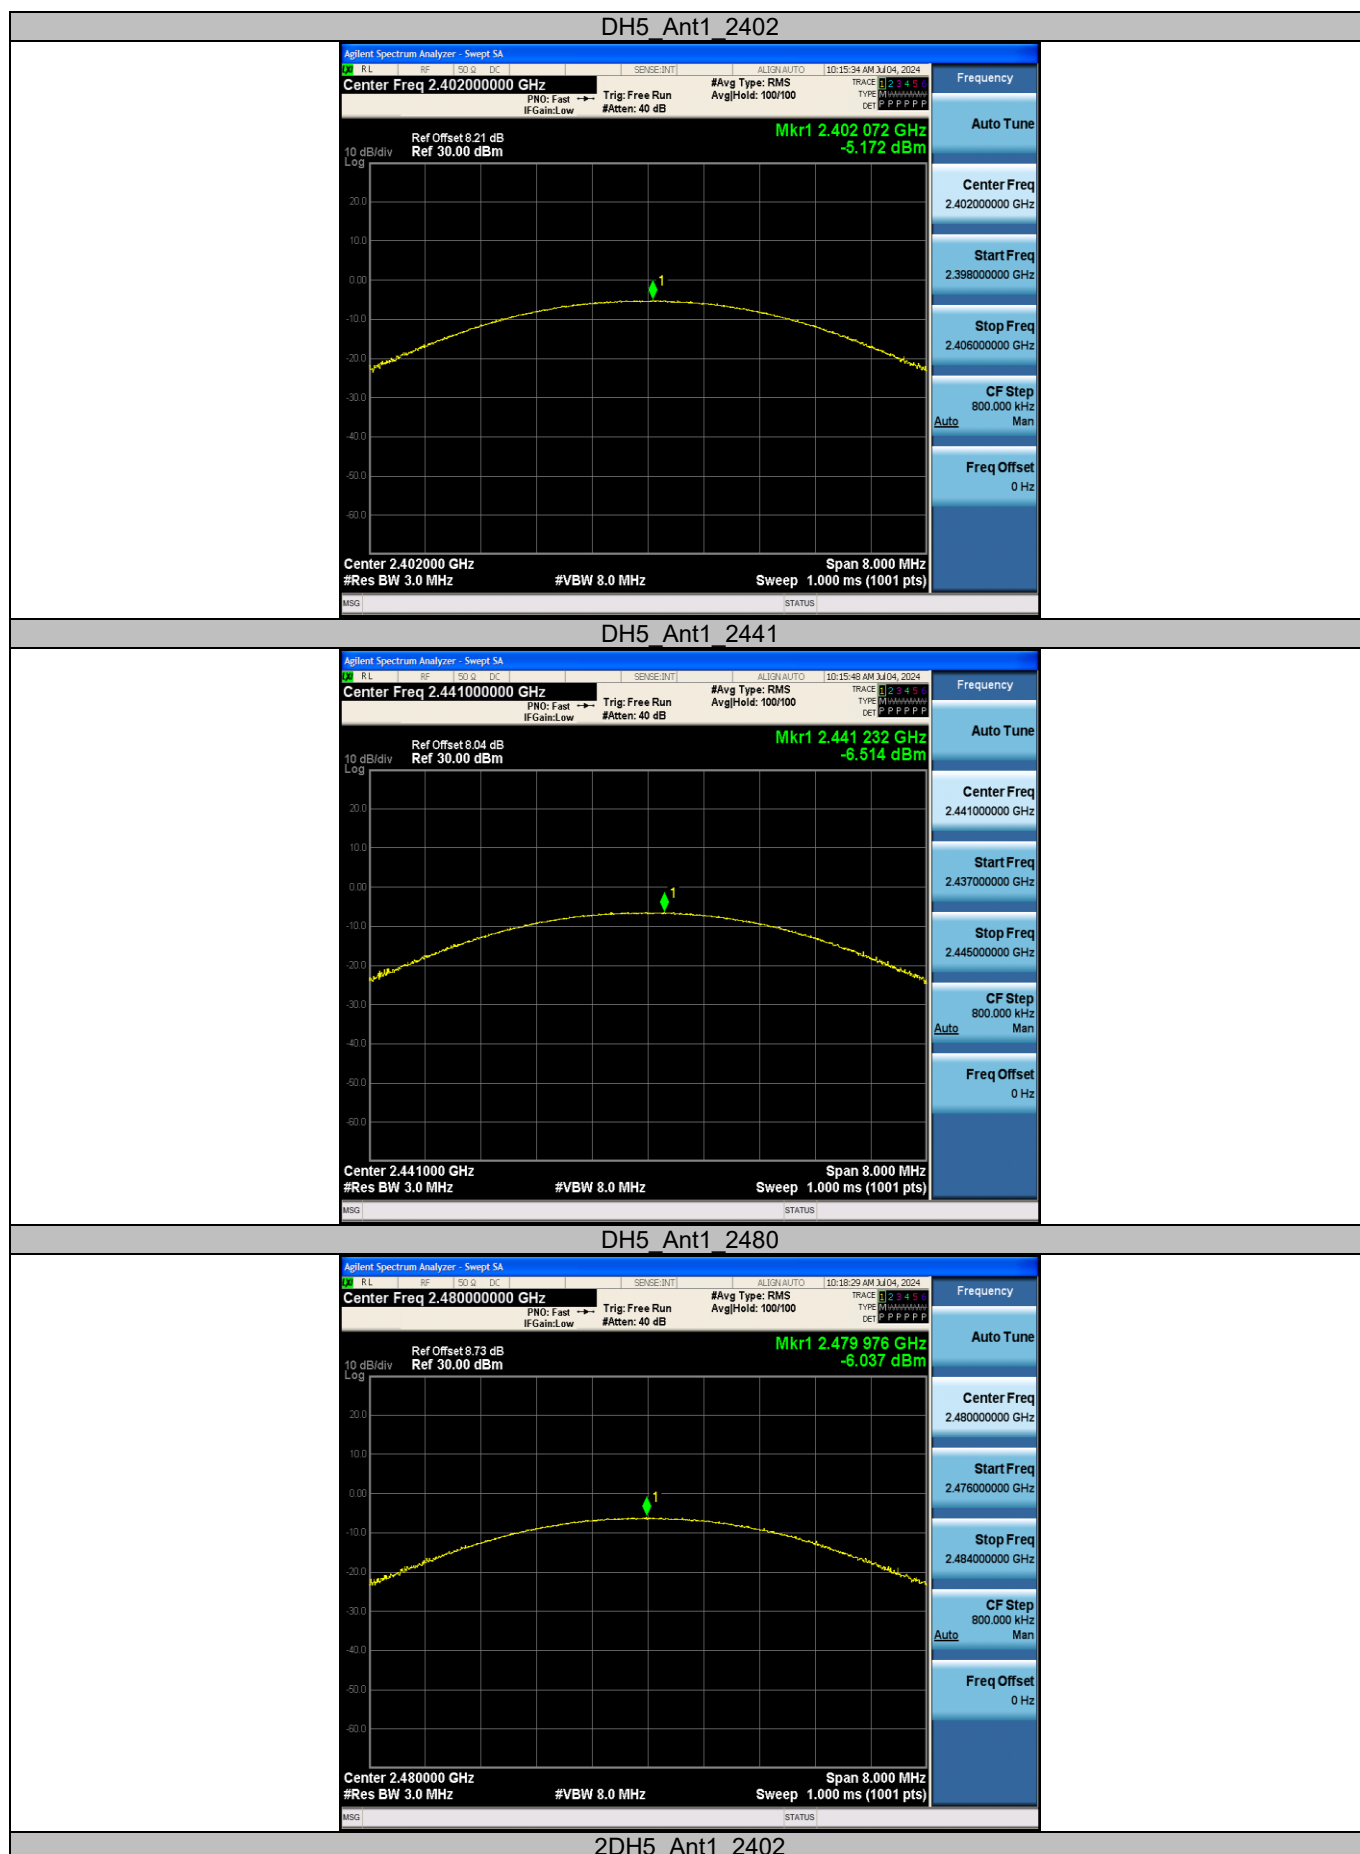 DH5_Ant1_2402
Agilent Spectrum Analyzer - Swept SA
RL RF 50 Ω DC SENSE:INT ALIGN AUTO 10:15:34 AM Jul 04, 2024
Frequency
Center Freq 2.402000000 GHz
#Avg Type: RMS
TRACE 1 2 3 4 5 6
PNO: Fast Trig: Free Run Avg|Hold: 100/100
TYPE M WWWWW
IFGain:Low #Atten: 40 dB
DET P P P P P P
Auto Tune
Mkr1 2.402 072 GHz
Ref Offset 8.21 dB
-5.172 dBm
10 dB/div Ref 30.00 dBm
Log
Center Freq
2.402000000 GHz
20.0
10.0
Start Freq
2.398000000 GHz
0.00
1
-10.0
Stop Freq
2.406000000 GHz
-20.0
-30.0
CF Step
800.000 kHz
Auto Man
-40.0
-50.0
Freq Offset
0 Hz
-60.0
Center 2.402000 GHz Span 8.000 MHz
#Res BW 3.0 MHz #VBW 8.0 MHz Sweep 1.000 ms (1001 pts)
MSG STATUS
DH5_Ant1_2441
Agilent Spectrum Analyzer - Swept SA
RL RF 50 Ω DC SENSE:INT ALIGN AUTO 10:15:48 AM Jul 04, 2024
Frequency
Center Freq 2.441000000 GHz
#Avg Type: RMS
TRACE 1 2 3 4 5 6
PNO: Fast Trig: Free Run Avg|Hold: 100/100
TYPE M WWWWW
IFGain:Low #Atten: 40 dB
DET P P P P P P
Auto Tune
Mkr1 2.441 232 GHz
Ref Offset 8.04 dB
-6.514 dBm
10 dB/div Ref 30.00 dBm
Log
Center Freq
2.441000000 GHz
20.0
10.0
Start Freq
2.437000000 GHz
0.00
1
-10.0
Stop Freq
2.445000000 GHz
-20.0
-30.0
CF Step
800.000 kHz
Auto Man
-40.0
-50.0
Freq Offset
0 Hz
-60.0
Center 2.441000 GHz Span 8.000 MHz
#Res BW 3.0 MHz #VBW 8.0 MHz Sweep 1.000 ms (1001 pts)
MSG STATUS
DH5_Ant1_2480
Agilent Spectrum Analyzer - Swept SA
RL RF 50 Ω DC SENSE:INT ALIGN AUTO 10:18:29 AM Jul 04, 2024
Frequency
Center Freq 2.480000000 GHz
#Avg Type: RMS
TRACE 1 2 3 4 5 6
PNO: Fast Trig: Free Run Avg|Hold: 100/100
TYPE M WWWWW
IFGain:Low #Atten: 40 dB
DET P P P P P P
Auto Tune
Mkr1 2.479 976 GHz
Ref Offset 8.73 dB
-6.037 dBm
10 dB/div Ref 30.00 dBm
Log
Center Freq
2.480000000 GHz
20.0
10.0
Start Freq
2.476000000 GHz
0.00
1
-10.0
Stop Freq
2.484000000 GHz
-20.0
-30.0
CF Step
800.000 kHz
Auto Man
-40.0
-50.0
Freq Offset
0 Hz
-60.0
Center 2.480000 GHz Span 8.000 MHz
#Res BW 3.0 MHz #VBW 8.0 MHz Sweep 1.000 ms (1001 pts)
MSG STATUS
2DH5_Ant1_2402